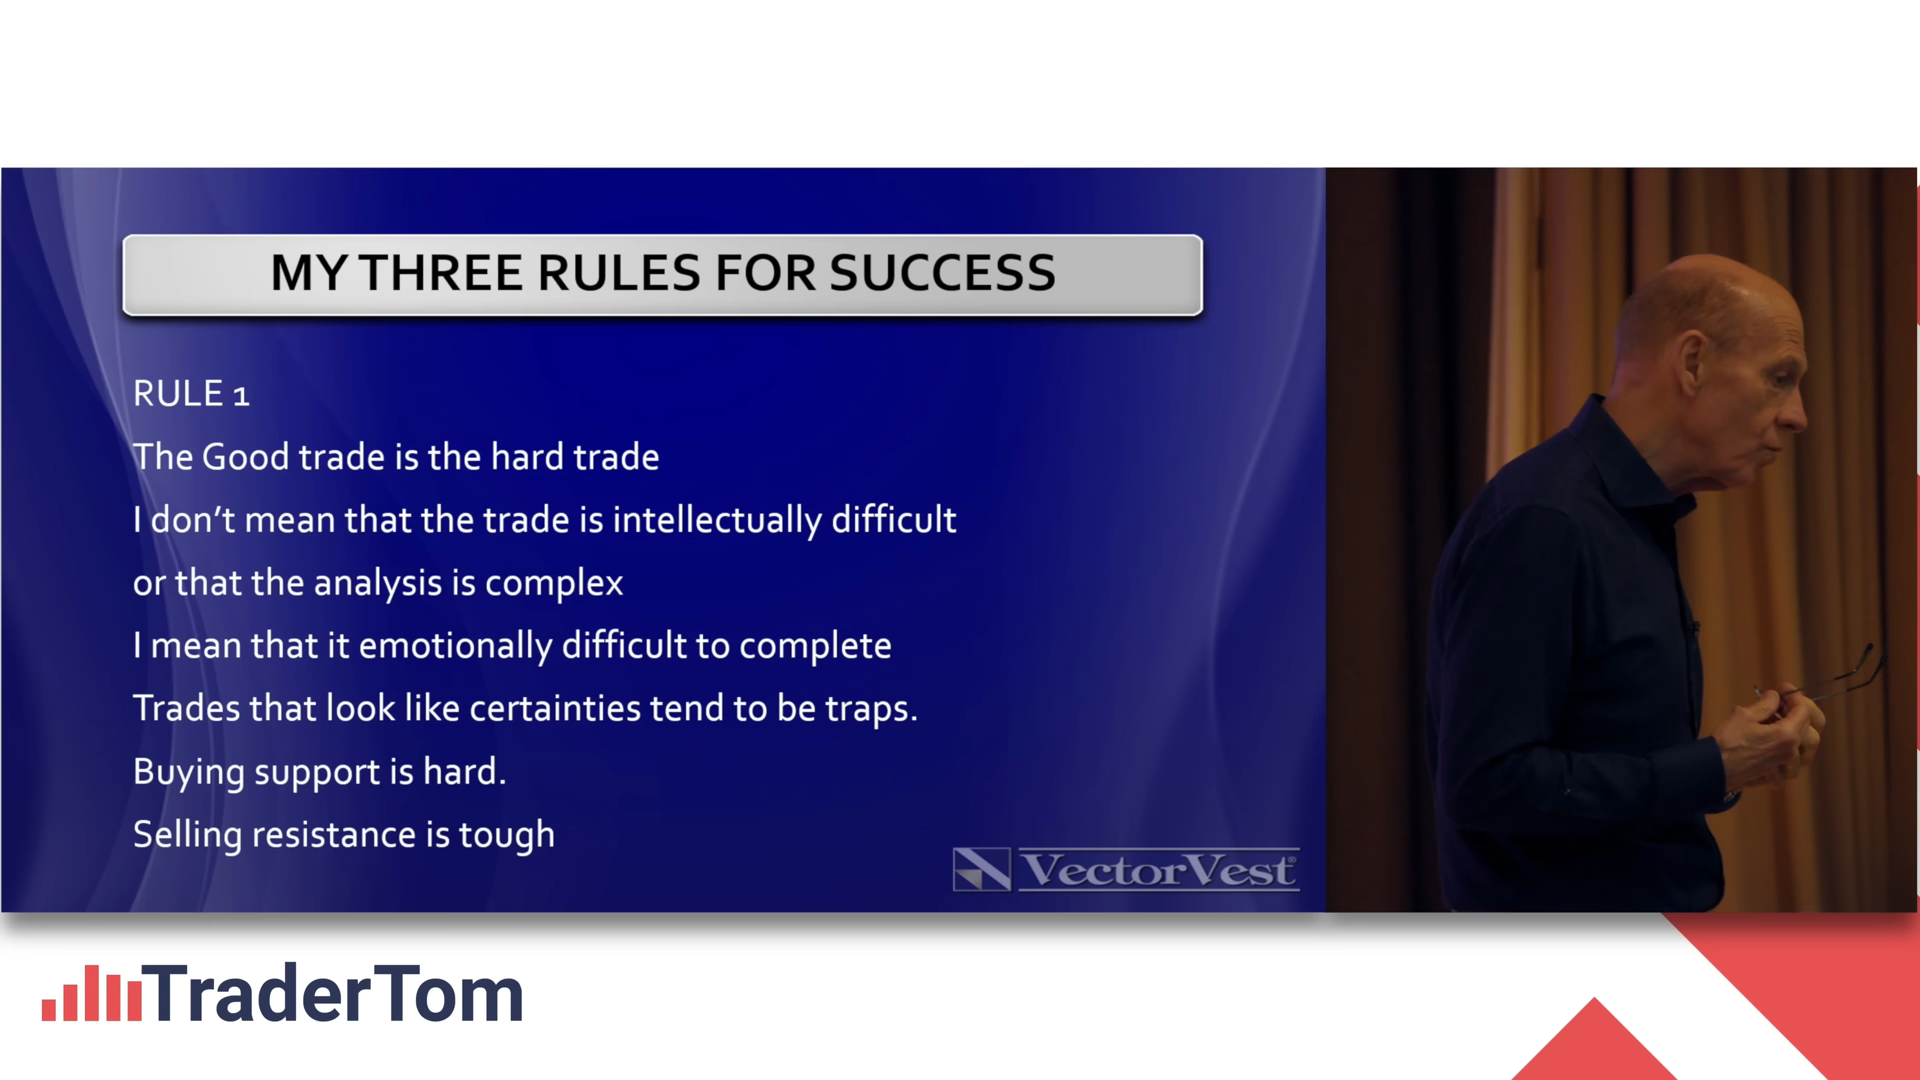 MY THREE RULES FOR SUCCESS
RULE 1
The Good trade is the hard trade
I don’t mean that the trade is intellectually difficult
or that the analysis is complex
I mean that it emotionally difficult to complete
Trades that look like certainties tend to be traps.
Buying support is hard.
Selling resistance is tough
VectorVest®
TraderTom